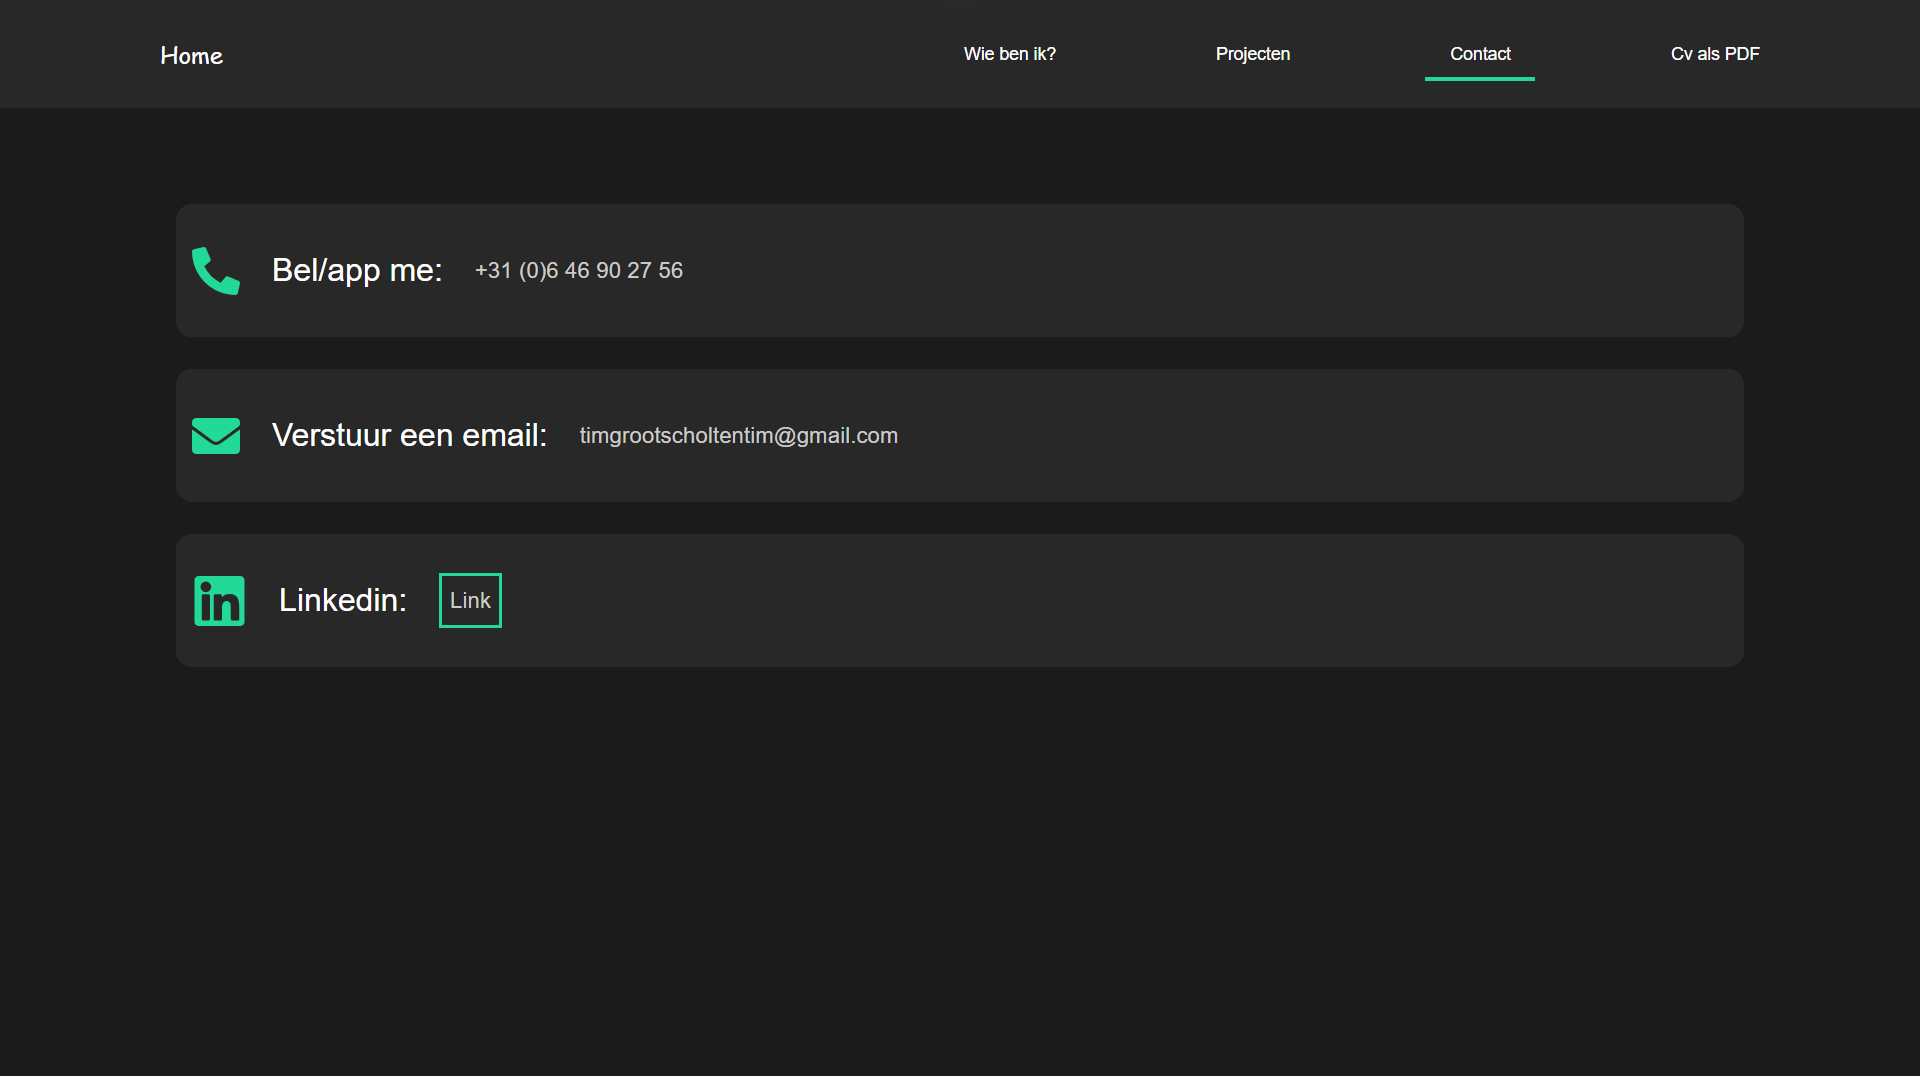 Home Wie ben ik? Projecten Contact Cv als PDF
Bel/app me: +31 (0)6 46 90 27 56
Verstuur een email: timgrootscholtentim@gmail.com
in Linkedin: Link